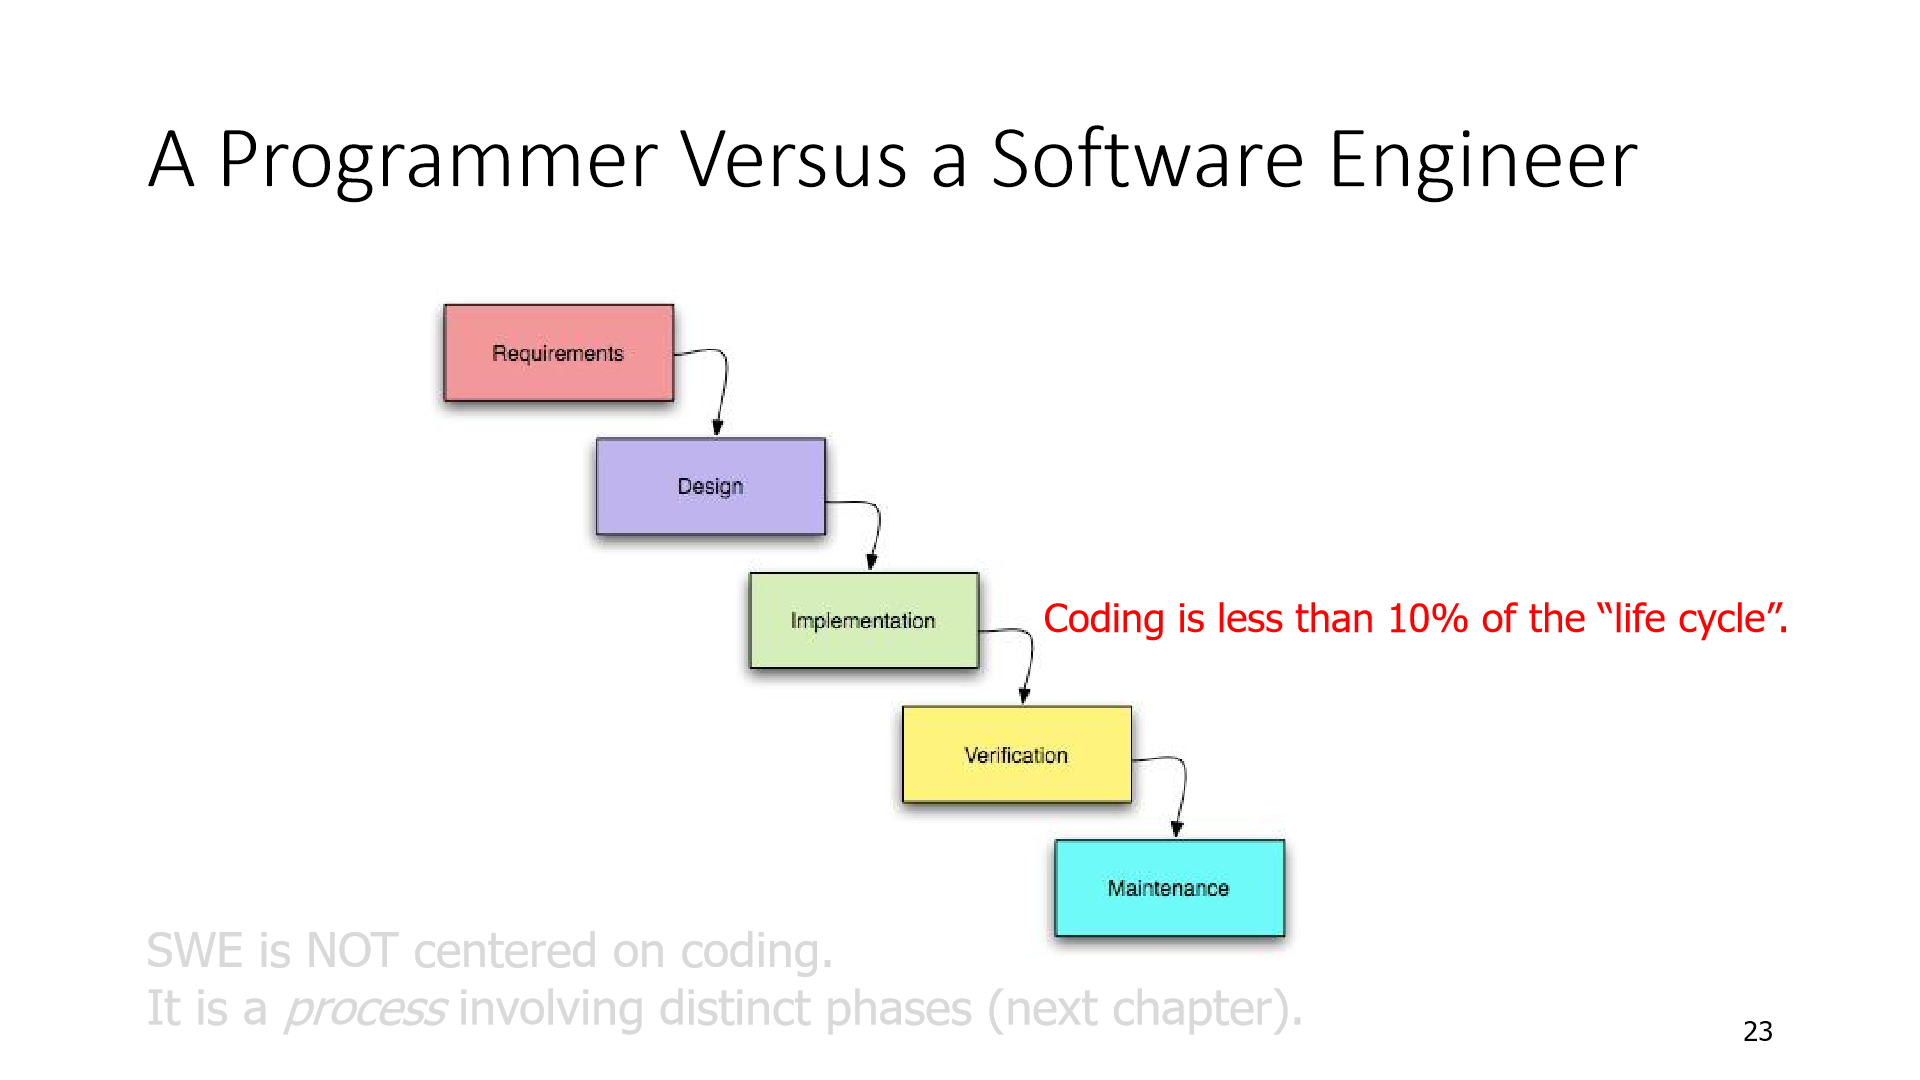 A Programmer Versus a Software Engineer
Requirements
Design
Implementation
Coding is less than 10% of the “life cycle”.
Verification
Maintenance
SWE is NOT centered on coding.
It is a process involving distinct phases (next chapter).
23